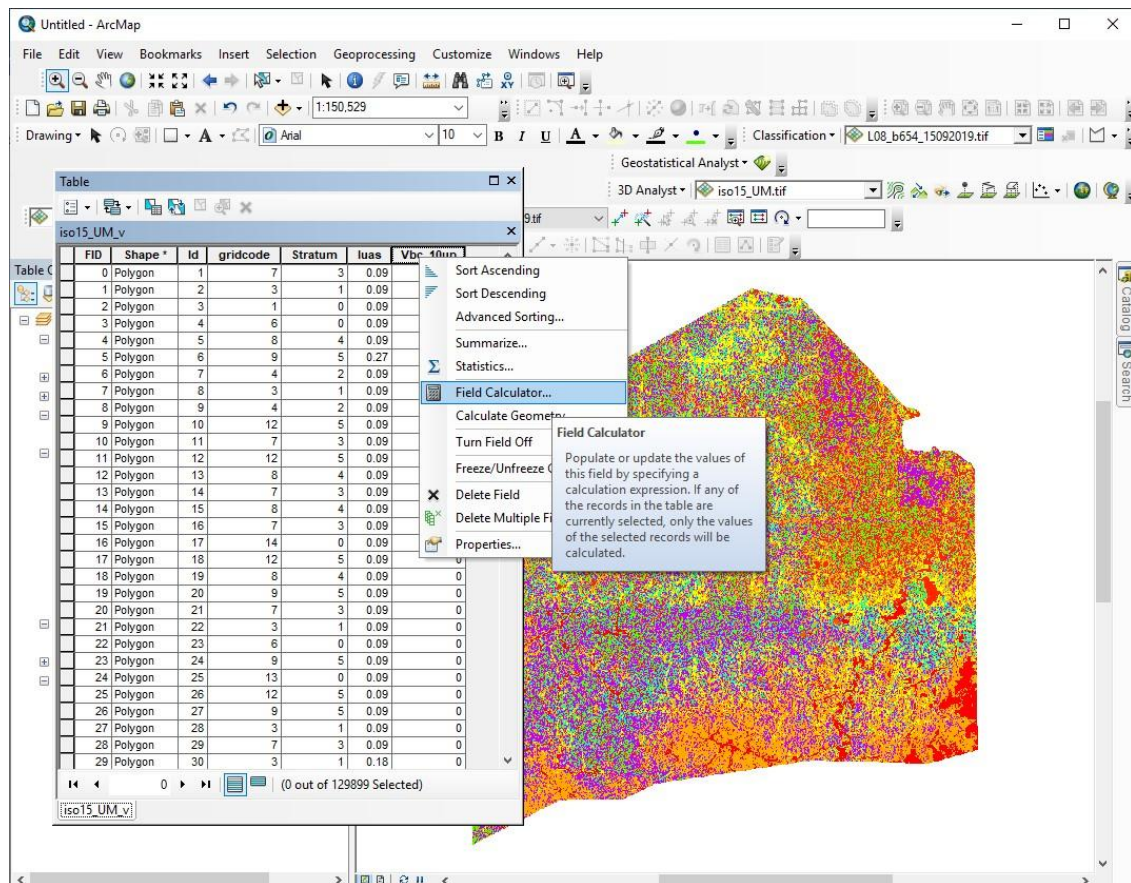 Untitled - ArcMap
File Edit View Bookmarks Insert Selection Geoprocessing Customize Windows Help
1:150,529
Drawing Arial 10 B I U A Classification L08_b654_15092019.tif
Geostatistical Analyst
3D Analyst iso15_UM.tif
9.tif
Table
iso15_UM_v
FID Shape * Id gridcode Stratum luas Vbc_10up
0 Polygon 1 7 3 0.09
1 Polygon 2 3 1 0.09
2 Polygon 3 1 0 0.09
3 Polygon 4 6 0 0.09
4 Polygon 5 8 4 0.09
5 Polygon 6 9 5 0.27
6 Polygon 7 4 2 0.09
7 Polygon 8 3 1 0.09
8 Polygon 9 4 2 0.09
9 Polygon 10 12 5 0.09
10 Polygon 11 7 3 0.09
11 Polygon 12 12 5 0.09
12 Polygon 13 8 4 0.09
13 Polygon 14 7 3 0.09
14 Polygon 15 8 4 0.09
15 Polygon 16 7 3 0.09
16 Polygon 17 14 0 0.09
17 Polygon 18 12 5 0.09 0
18 Polygon 19 8 4 0.09 0
19 Polygon 20 9 5 0.09 0
20 Polygon 21 7 3 0.09 0
21 Polygon 22 3 1 0.09 0
22 Polygon 23 6 0 0.09 0
23 Polygon 24 9 5 0.09 0
24 Polygon 25 13 0 0.09 0
25 Polygon 26 12 5 0.09 0
26 Polygon 27 9 5 0.09 0
27 Polygon 28 3 1 0.09 0
28 Polygon 29 7 3 0.09 0
29 Polygon 30 3 1 0.18 0
0 (0 out of 129899 Selected)
iso15_UM_v
Sort Ascending
Sort Descending
Advanced Sorting...
Summarize...
Σ Statistics...
Field Calculator...
Calculate Geometry
Turn Field Off
Freeze/Unfreeze
Delete Field
Delete Multiple Fi
Properties...
Field Calculator
Populate or update the values of
this field by specifying a
calculation expression. If any of
the records in the table are
currently selected, only the values
of the selected records will be
calculated.
Table
Catalog
Search